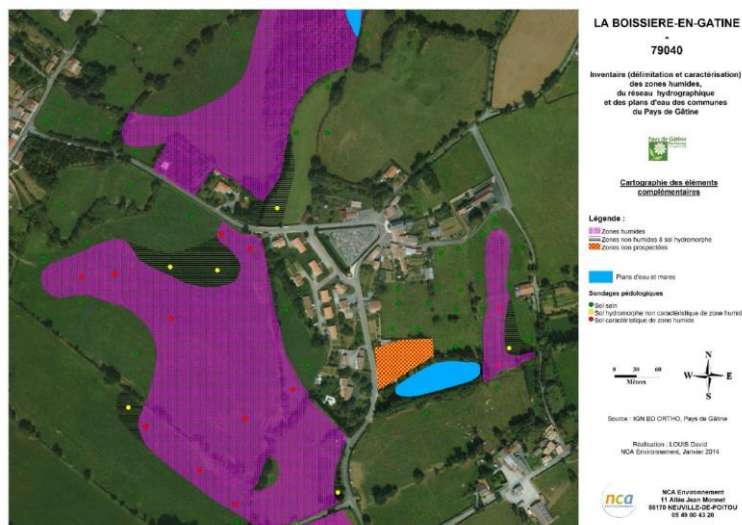 LA BOISSIERE-EN-GATINE
-
79040
Inventaire (délimitation et caractérisation)
des zones humides,
du réseau hydrographique
et des plans d'eau des communes
du Pays de Gâtine
Pays de Gâtine
Cartographie des éléments
complémentaires
Légende :
Zones humides
Zones non humides à sol hydromorphe
Zones non prospectées
Plans d'eau et mares
Sondages pédologiques
Sol sain
Sol hydromorphe non caractéristique de zone humid
Sol caractéristique de zone humide
0 30 60
Mètres
N
W E
S
Source : IGN BD ORTHO, Pays de Gâtine
Réalisation : LOUIS David
NCA Environnement, Janvier 2014
nca
NCA Environnement
11 Allée Jean Monnet
86170 NEUVILLE-DE-POITOU
05 49 00 43 20